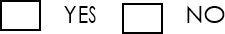 YES NO